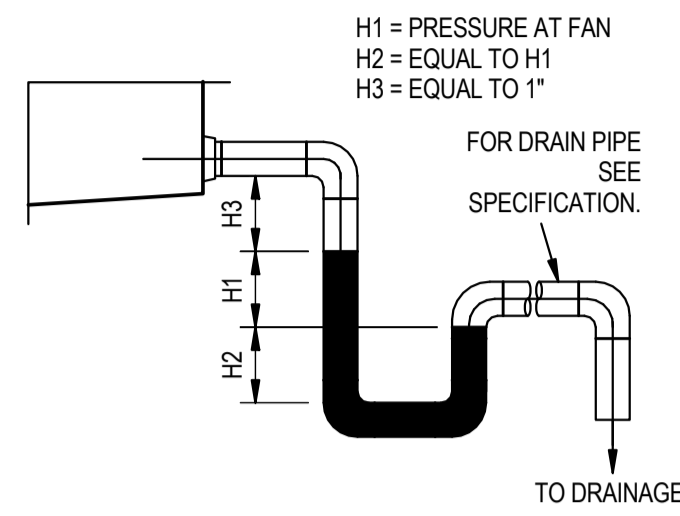 H1 = PRESSURE AT FAN
H2 = EQUAL TO H1
H3 = EQUAL TO 1"
FOR DRAIN PIPE
SEE
SPECIFICATION.
H3
H1
H2
TO DRAINAGE